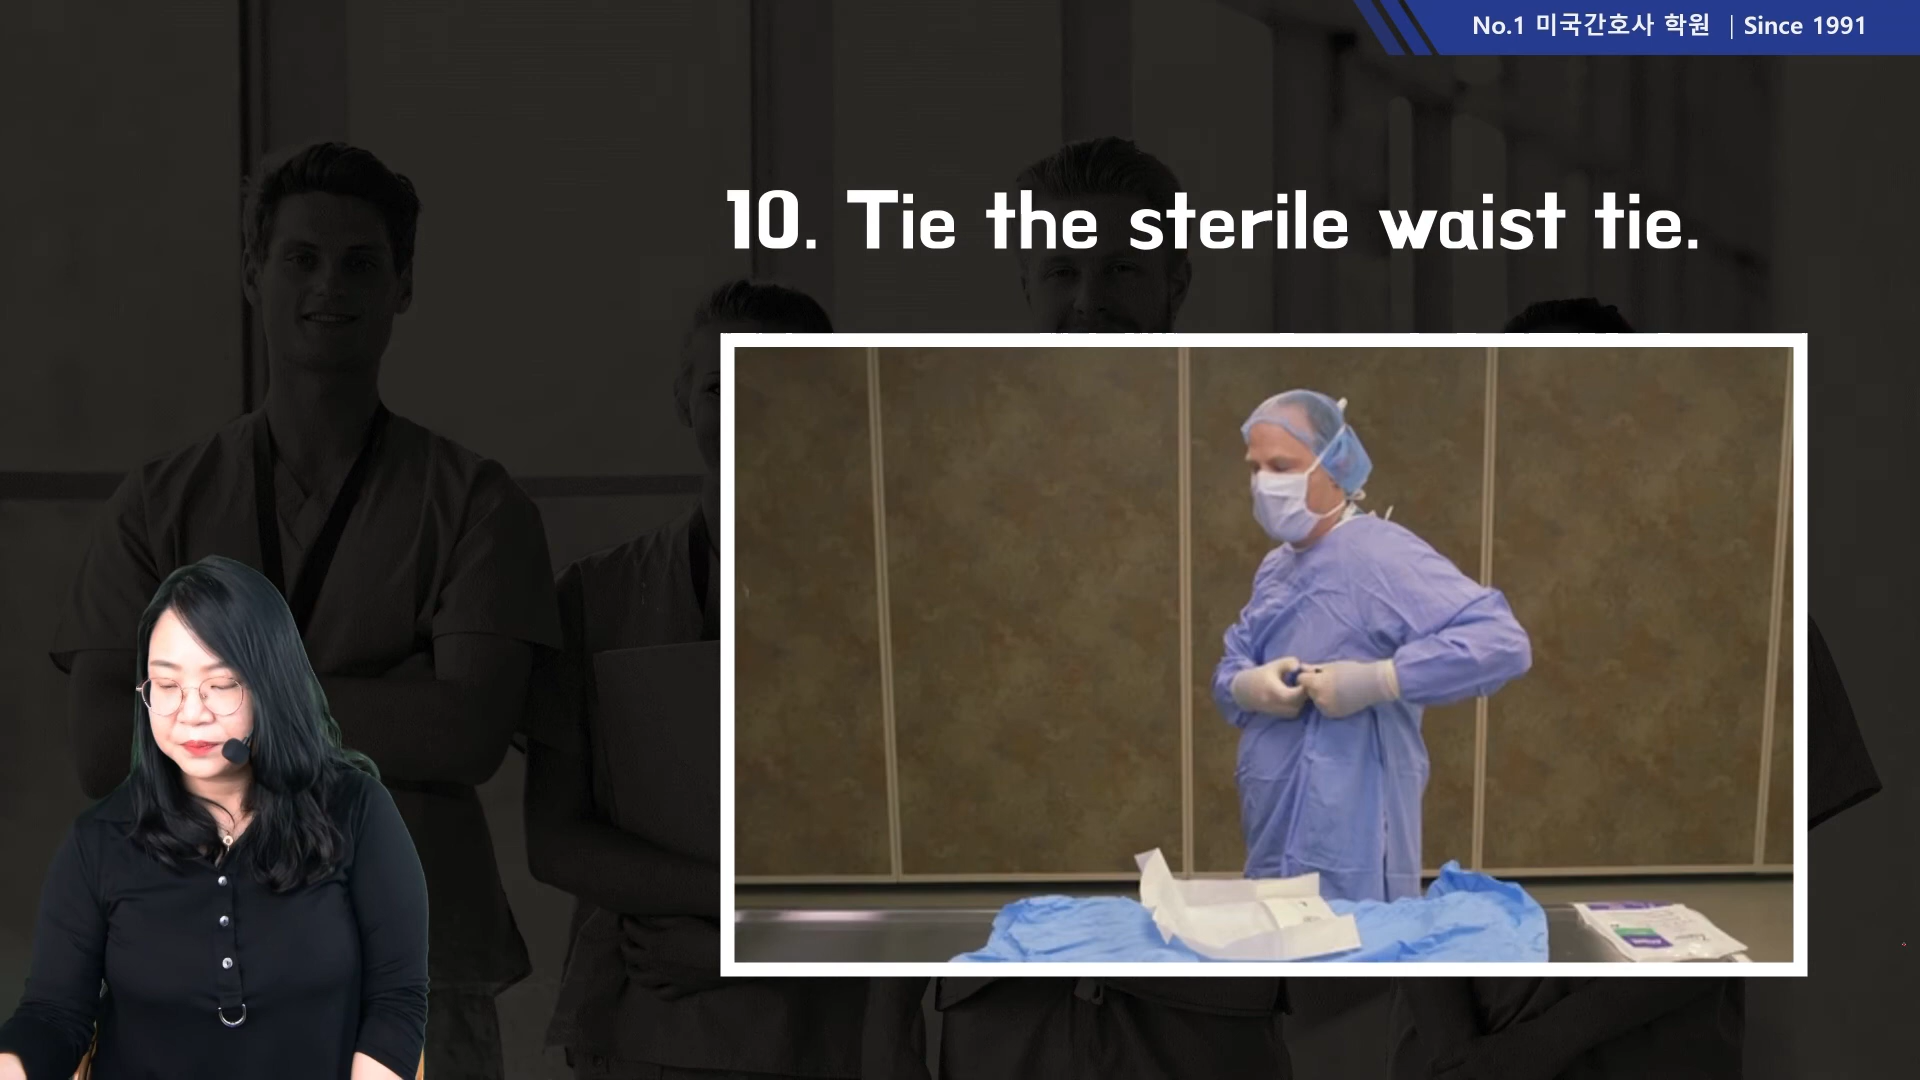 No.1 미국간호사 학원 | Since 1991
10. Tie the sterile waist tie.